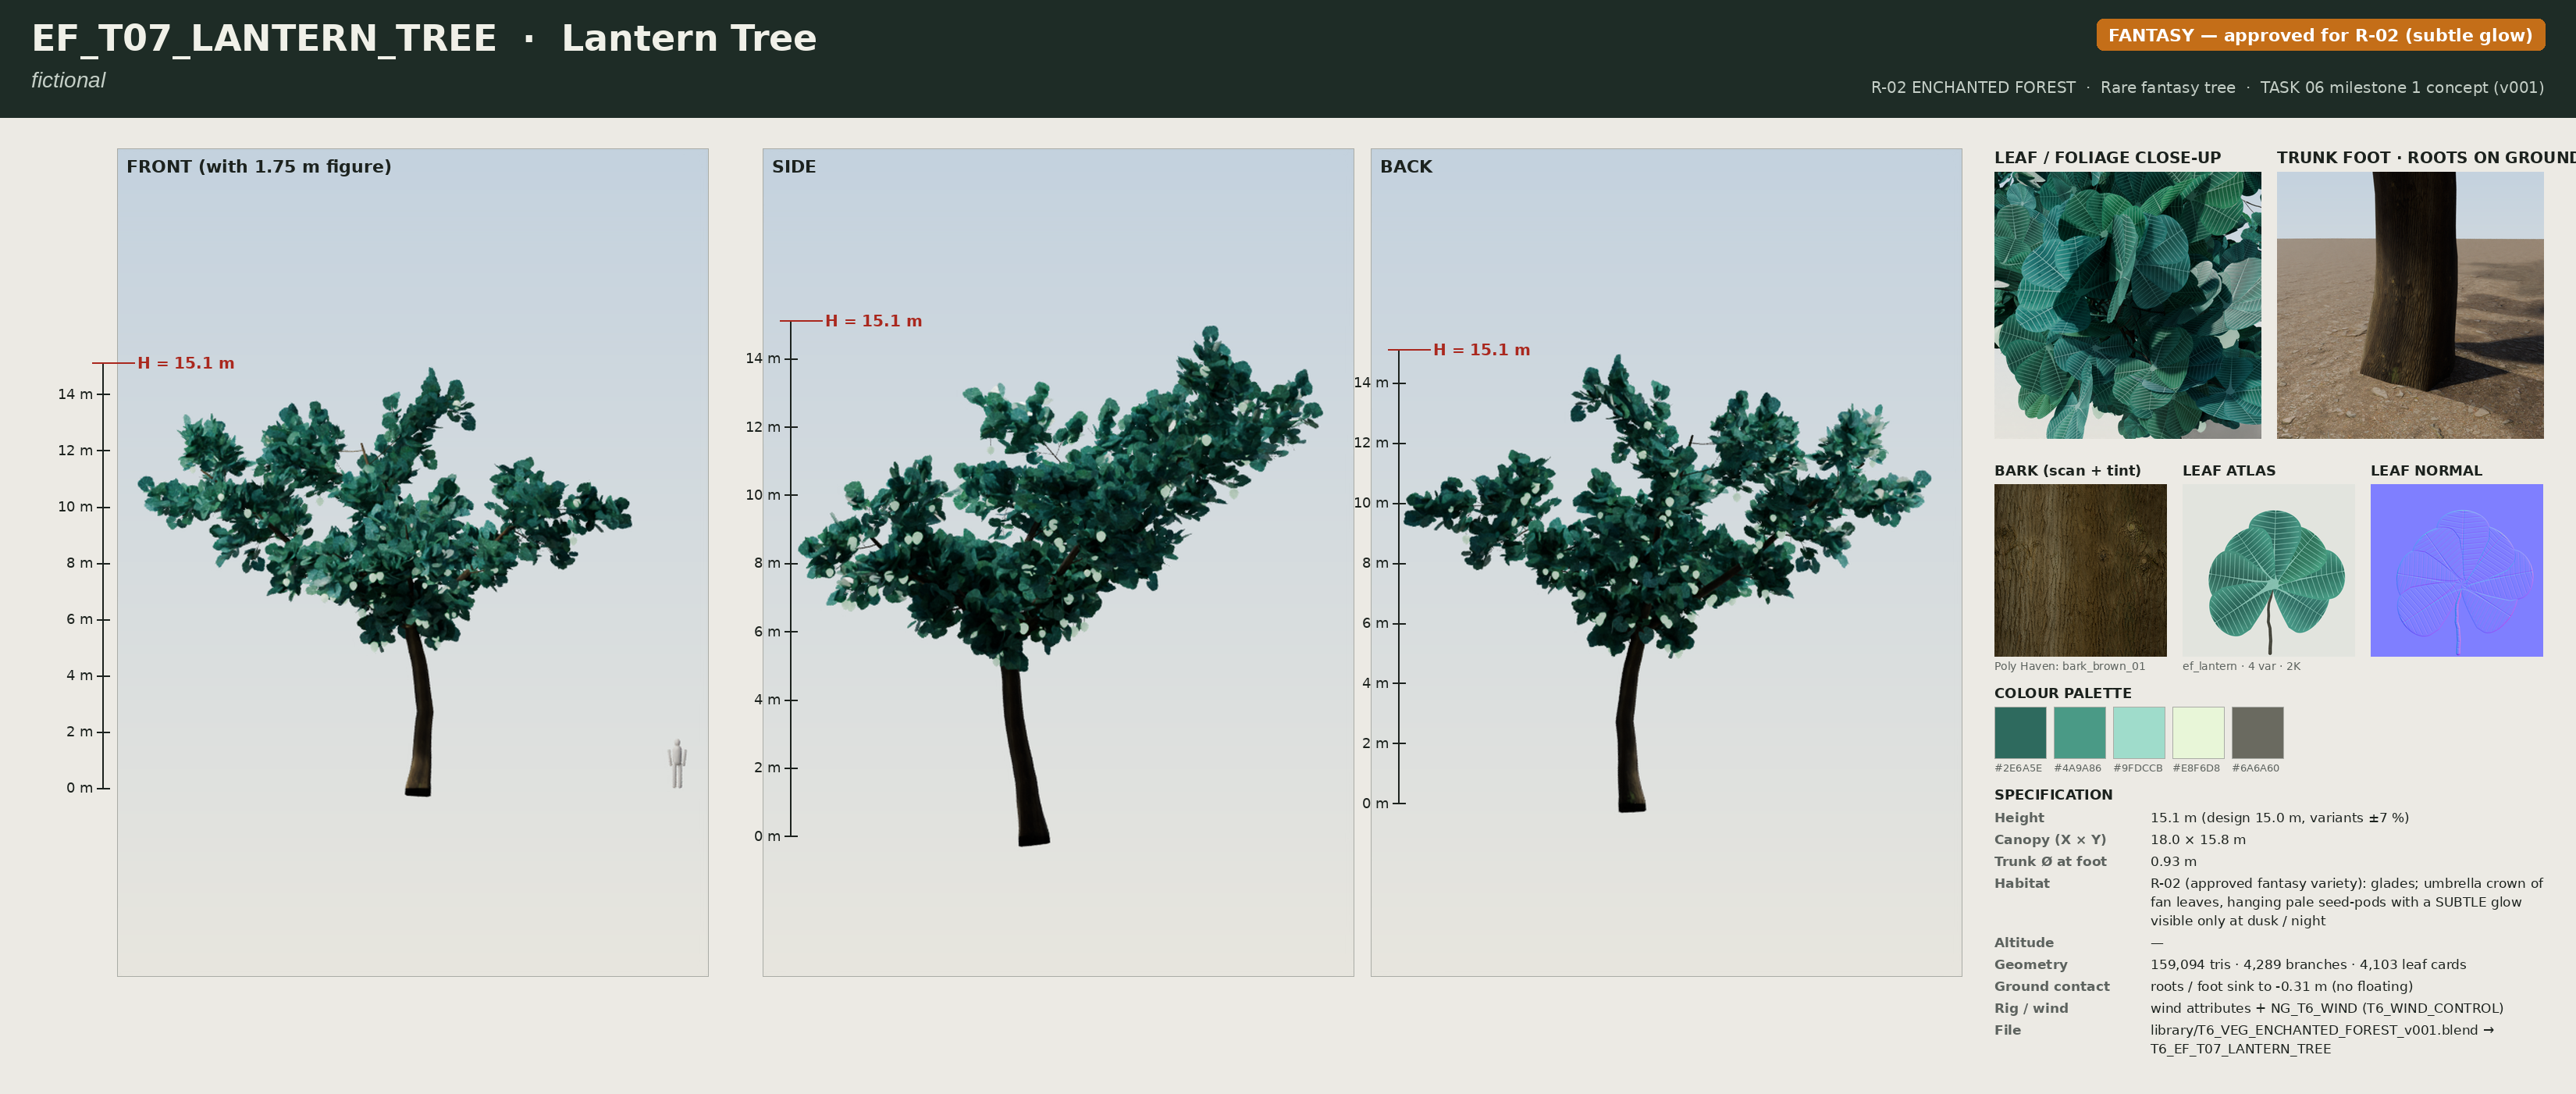 EF_T07_LANTERN_TREE · Lantern Tree
fictional
FANTASY — approved for R-02 (subtle glow)
R-02 ENCHANTED FOREST · Rare fantasy tree · TASK 06 milestone 1 concept (v001)
FRONT (with 1.75 m figure)
H = 15.1 m
14 m
12 m
10 m
8 m
6 m
4 m
2 m
0 m
SIDE
H = 15.1 m
14 m
12 m
10 m
8 m
6 m
4 m
2 m
0 m
BACK
H = 15.1 m
14 m
12 m
10 m
8 m
6 m
4 m
2 m
0 m
LEAF / FOLIAGE CLOSE-UP
TRUNK FOOT · ROOTS ON GROUND
BARK (scan + tint)
LEAF ATLAS
LEAF NORMAL
Poly Haven: bark_brown_01
ef_lantern · 4 var · 2K
COLOUR PALETTE
#2E6A5E #4A9A86 #9FDCCB #E8F6D8 #6A6A60
SPECIFICATION
Height 15.1 m (design 15.0 m, variants ±7 %)
Canopy (X × Y) 18.0 × 15.8 m
Trunk Ø at foot 0.93 m
Habitat R-02 (approved fantasy variety): glades; umbrella crown of
fan leaves, hanging pale seed-pods with a SUBTLE glow
visible only at dusk / night
Altitude —
Geometry 159,094 tris · 4,289 branches · 4,103 leaf cards
Ground contact roots / foot sink to -0.31 m (no floating)
Rig / wind wind attributes + NG_T6_WIND (T6_WIND_CONTROL)
File library/T6_VEG_ENCHANTED_FOREST_v001.blend →
T6_EF_T07_LANTERN_TREE